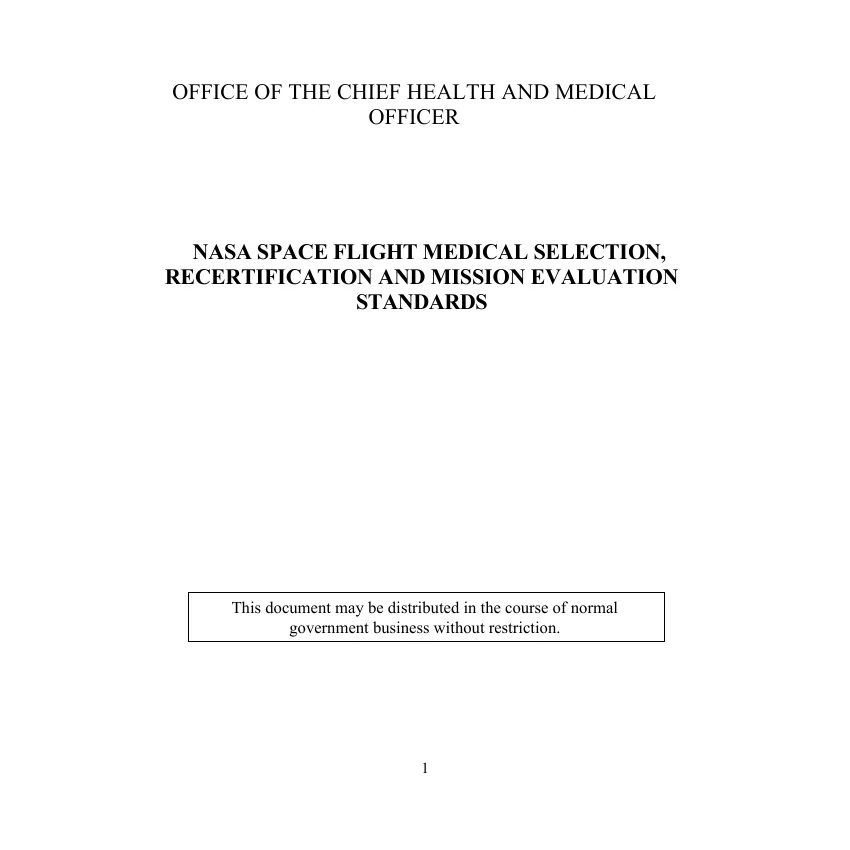 OFFICE OF THE CHIEF HEALTH AND MEDICAL
OFFICER
NASA SPACE FLIGHT MEDICAL SELECTION,
RECERTIFICATION AND MISSION EVALUATION
STANDARDS
This document may be distributed in the course of normal
government business without restriction.
1